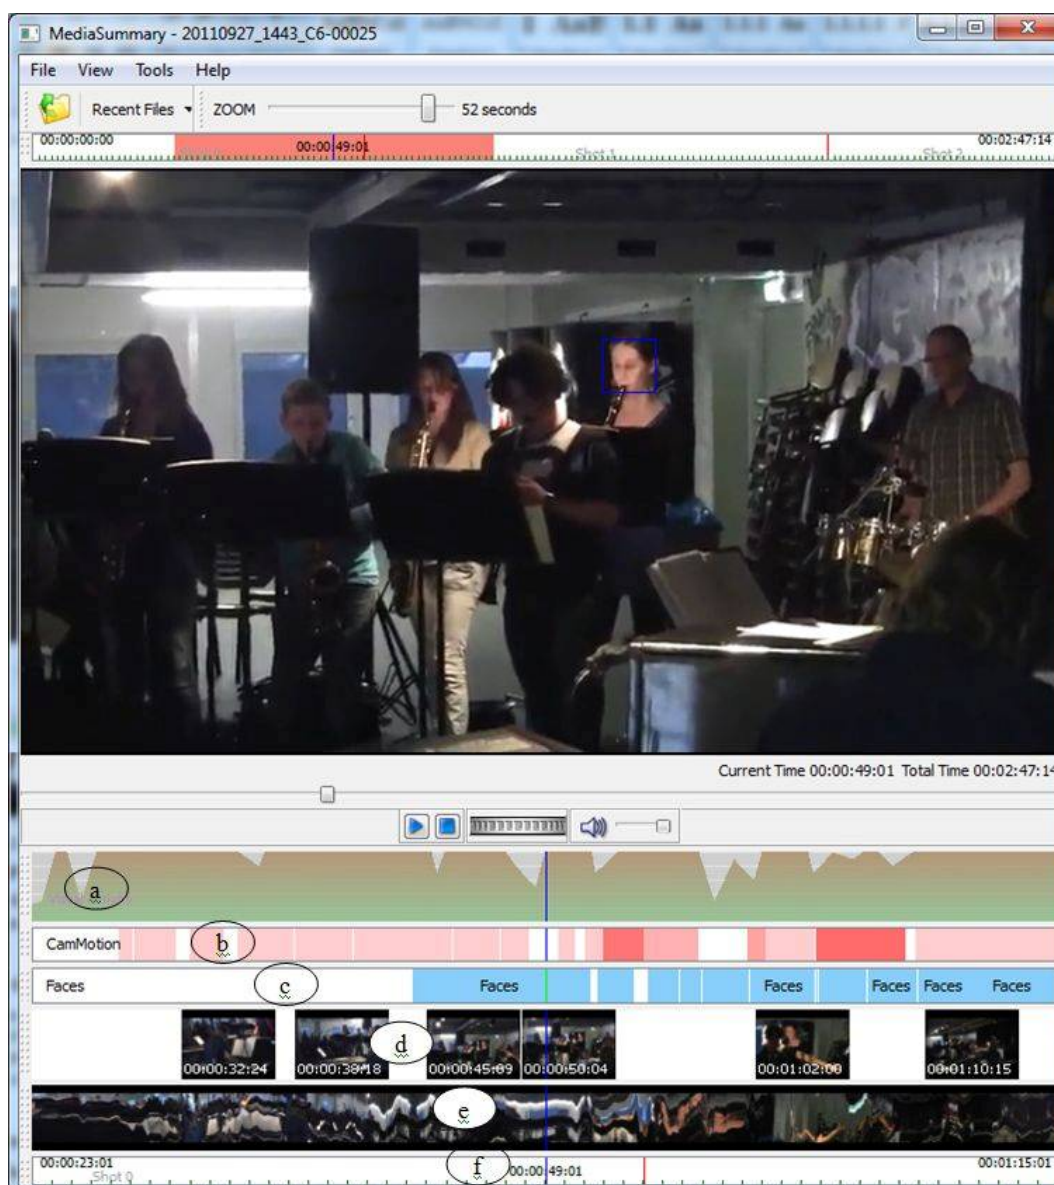 MediaSummary - 20110927_1443_C6-00025
File View Tools Help
Recent Files ZOOM 52 seconds
00:00:00:00 00:00:49:01 00:02:47:14
Shot 1 Shot 2
Current Time 00:00:49:01 Total Time 00:02:47:14
a
CamMotion b
Faces c Faces Faces Faces Faces Faces
d
00:00:32:24 00:00:38:18 00:00:45:09 00:00:50:04 00:01:02:00 00:01:10:15
e
00:00:23:01 f 00:00:49:01 00:01:15:01
Shot 0